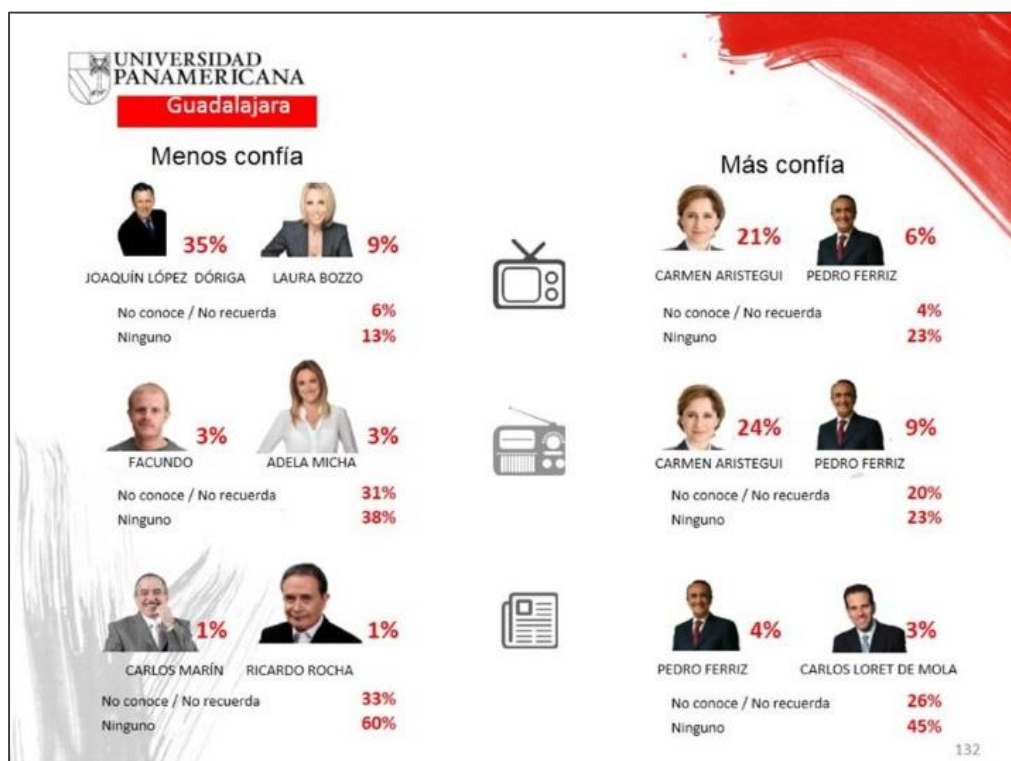 UNIVERSIDAD
PANAMERICANA
Guadalajara
Menos confía
35%
9%
JOAQUÍN LÓPEZ DÓRIGA
LAURA BOZZO
No conoce / No recuerda 6%
Ninguno 13%
3%
3%
FACUNDO
ADELA MICHA
No conoce / No recuerda 31%
Ninguno 38%
1%
1%
CARLOS MARÍN
RICARDO ROCHA
No conoce / No recuerda 33%
Ninguno 60%
Más confía
21%
6%
CARMEN ARISTEGUI
PEDRO FERRIZ
No conoce / No recuerda 4%
Ninguno 23%
24%
9%
CARMEN ARISTEGUI
PEDRO FERRIZ
No conoce / No recuerda 20%
Ninguno 23%
4%
3%
PEDRO FERRIZ
CARLOS LORET DE MOLA
No conoce / No recuerda 26%
Ninguno 45%
132